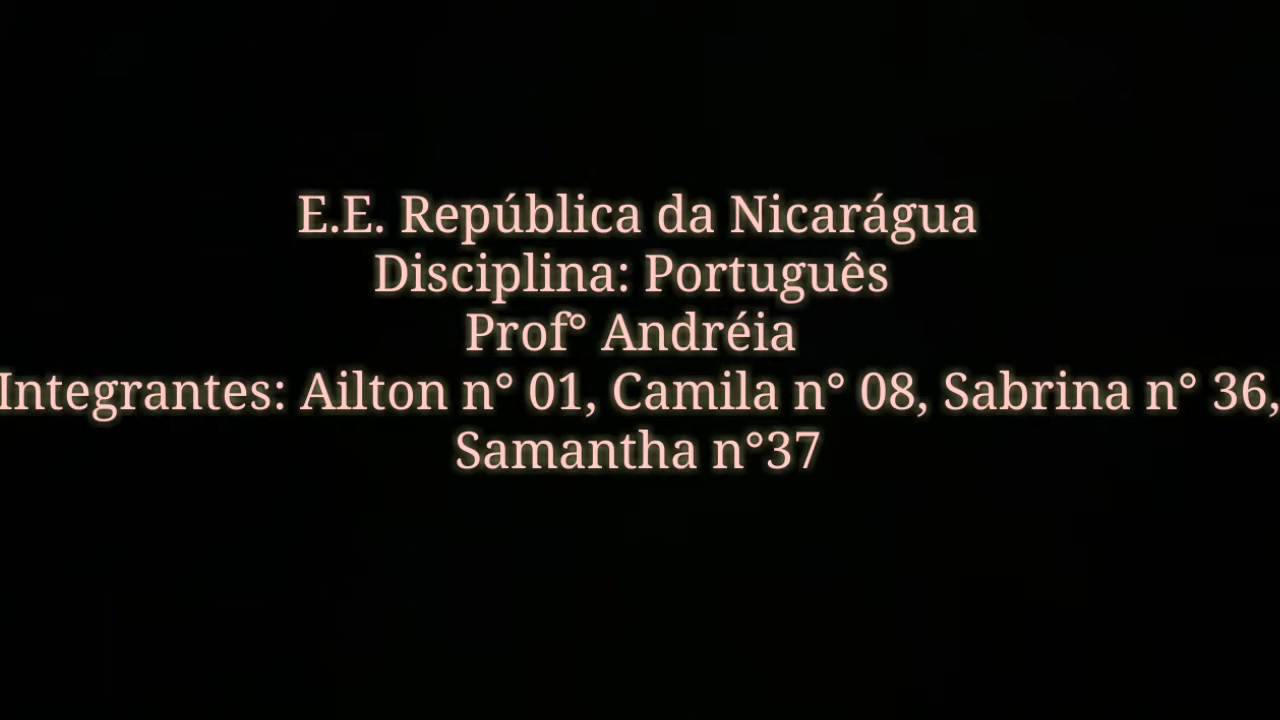 E.E. República da Nicarágua
Disciplina: Português
Prof° Andréia
Integrantes: Ailton n° 01, Camila n° 08, Sabrina n° 36,
Samantha n°37